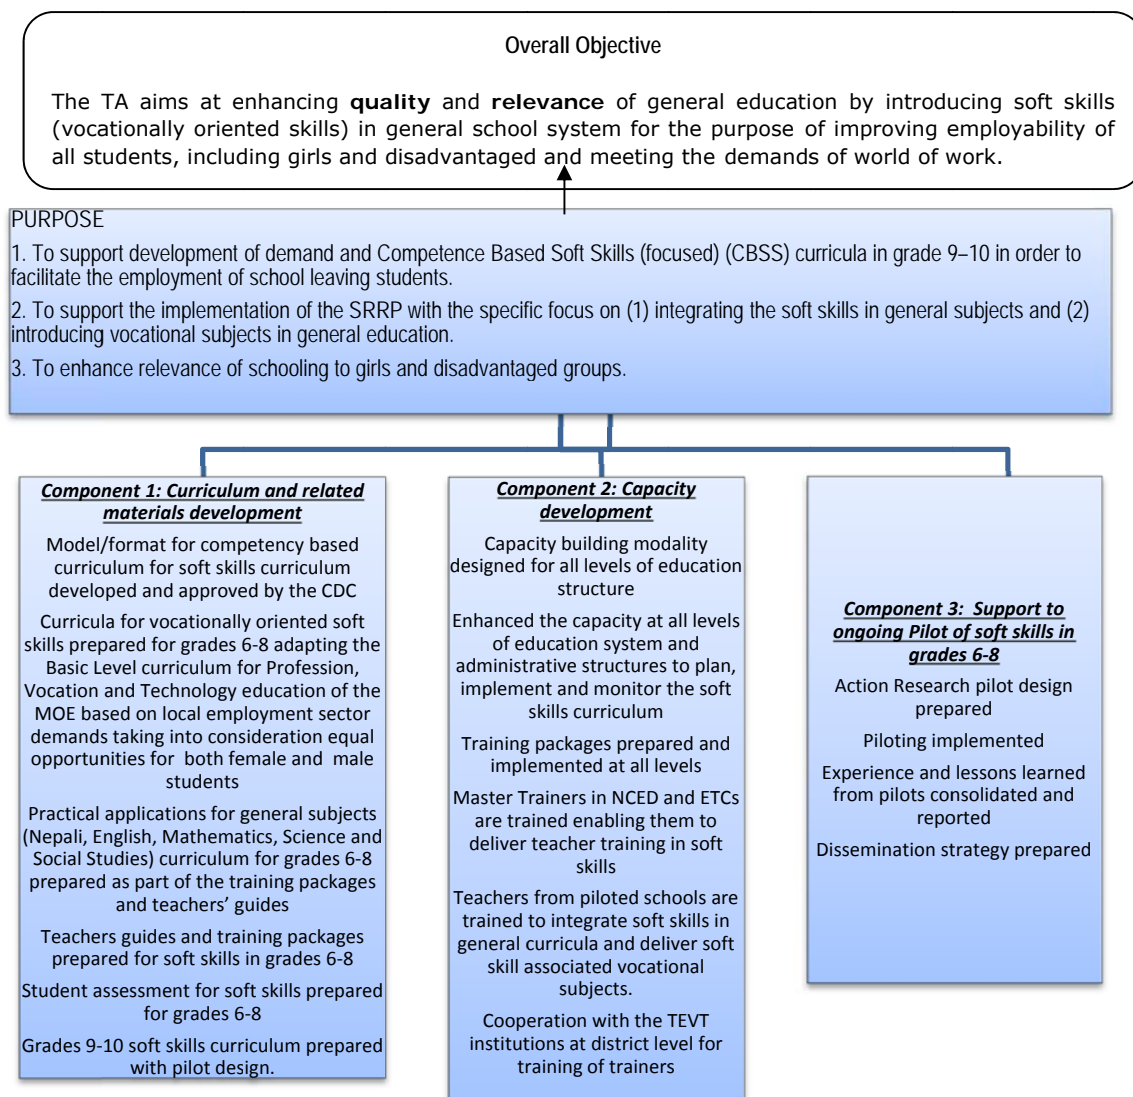 Overall Objective
The TA aims at enhancing quality and relevance of general education by introducing soft skills
(vocationally oriented skills) in general school system for the purpose of improving employability of
all students, including girls and disadvantaged and meeting the demands of world of work.
PURPOSE
1. To support development of demand and Competence Based Soft Skills (focused) (CBSS) curricula in grade 9–10 in order to
facilitate the employment of school leaving students.
2. To support the implementation of the SRRP with the specific focus on (1) integrating the soft skills in general subjects and (2)
introducing vocational subjects in general education.
3. To enhance relevance of schooling to girls and disadvantaged groups.
Component 1: Curriculum and related
materials development
Model/format for competency based
curriculum for soft skills curriculum
developed and approved by the CDC
Curricula for vocationally oriented soft
skills prepared for grades 6-8 adapting the
Basic Level curriculum for Profession,
Vocation and Technology education of the
MOE based on local employment sector
demands taking into consideration equal
opportunities for both female and male
students
Practical applications for general subjects
(Nepali, English, Mathematics, Science and
Social Studies) curriculum for grades 6-8
prepared as part of the training packages
and teachers’ guides
Teachers guides and training packages
prepared for soft skills in grades 6-8
Student assessment for soft skills prepared
for grades 6-8
Grades 9-10 soft skills curriculum prepared
with pilot design.
Component 2: Capacity
development
Capacity building modality
designed for all levels of education
structure
Enhanced the capacity at all levels
of education system and
administrative structures to plan,
implement and monitor the soft
skills curriculum
Training packages prepared and
implemented at all levels
Master Trainers in NCED and ETCs
are trained enabling them to
deliver teacher training in soft
skills
Teachers from piloted schools are
trained to integrate soft skills in
general curricula and deliver soft
skill associated vocational
subjects.
Cooperation with the TEVT
institutions at district level for
training of trainers
Component 3: Support to
ongoing Pilot of soft skills in
grades 6-8
Action Research pilot design
prepared
Piloting implemented
Experience and lessons learned
from pilots consolidated and
reported
Dissemination strategy prepared